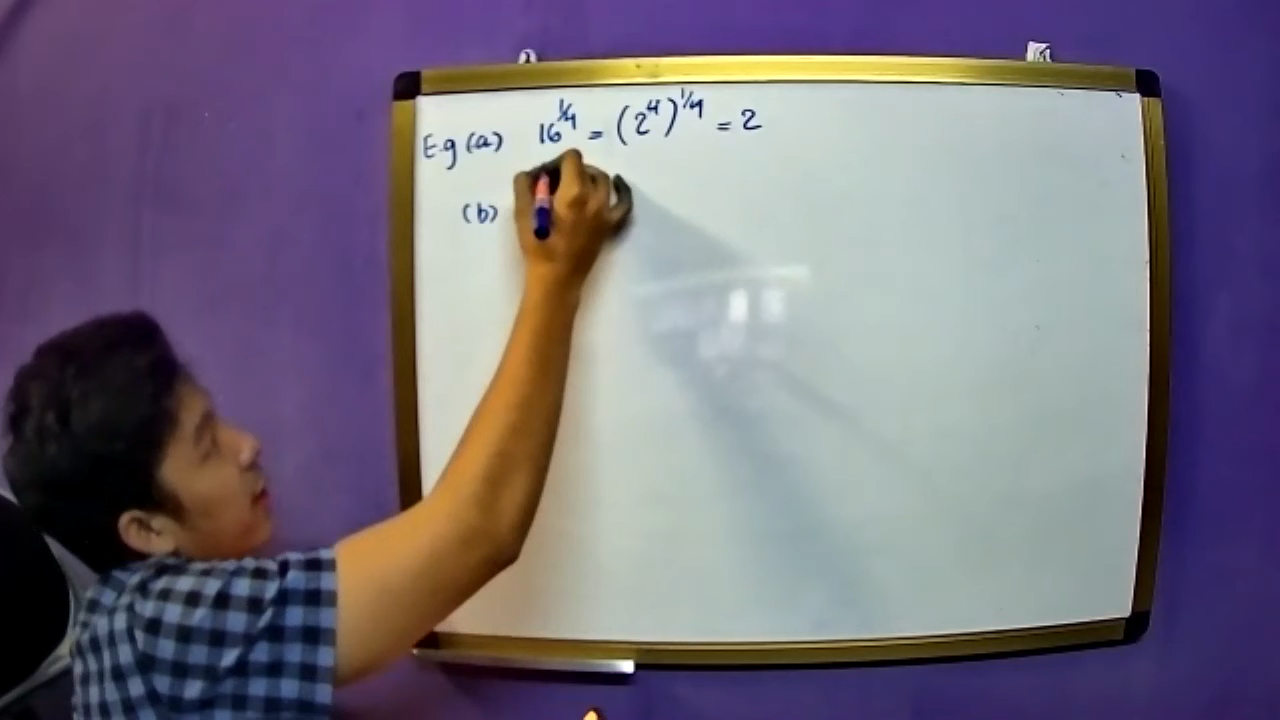 E.g (a) 16^1/4 = (2^4)^1/4 = 2
(b)